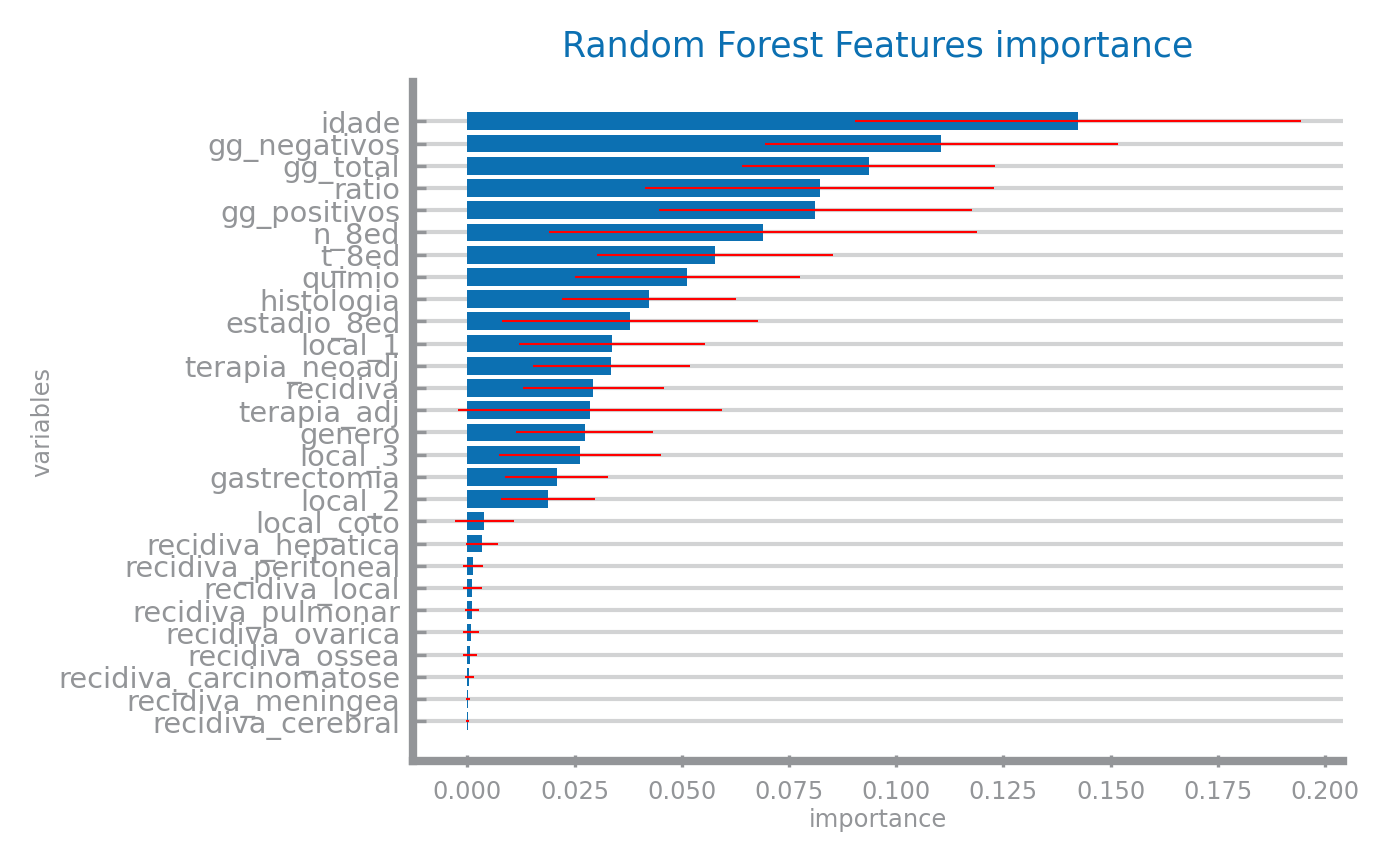 Random Forest Features importance
idade
gg_negativos
gg_total
ratio
gg_positivos
n_8ed
t_8ed
quimio
histologia
estadio_8ed
local_1
terapia_neoadj
recidiva
terapia_adj
genero
local_3
gastrectomia
local_2
local_coto
recidiva_hepatica
recidiva_peritoneal
recidiva_local
recidiva_pulmonar
recidiva_ovarica
recidiva_ossea
recidiva_carcinomatose
recidiva_meningea
recidiva_cerebral
variables
0.000 0.025 0.050 0.075 0.100 0.125 0.150 0.175 0.200
importance